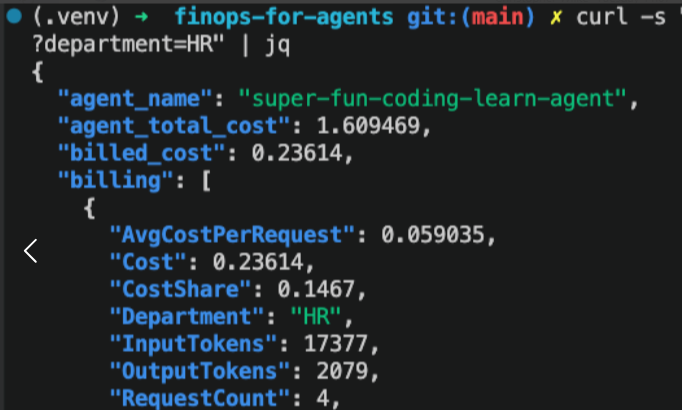 (.venv) → finops-for-agents git:(main) ✗ curl -s "
?department=HR" | jq
{
"agent_name": "super-fun-coding-learn-agent",
"agent_total_cost": 1.609469,
"billed_cost": 0.23614,
"billing": [
{
"AvgCostPerRequest": 0.059035,
"Cost": 0.23614,
"CostShare": 0.1467,
"Department": "HR",
"InputTokens": 17377,
"OutputTokens": 2079,
"RequestCount": 4,